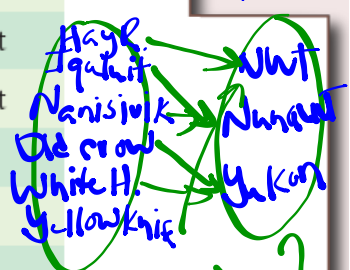 t
t
Hay R.
Iqaluit
Nanisivik
Old crow
White H.
Yellowknife
NWT
Nunavut
Yukon
?